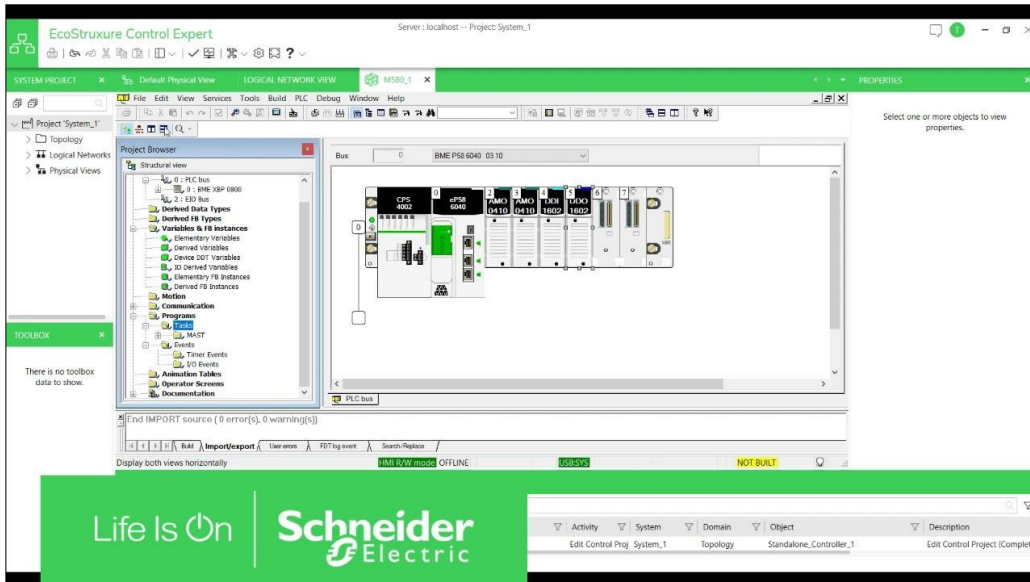 EcoStruxure Control Expert
Server : localhost -- Project: System_1
SYSTEM PROJECT
Default Physical View
LOGICAL NETWORK VIEW
M580_1
PROPERTIES
File Edit View Services Tools Build PLC Debug Window Help
Select one or more objects to view
properties.
Project 'System_1'
Topology
Logical Networks
Physical Views
Project Browser
Structural view
0 : PLC bus
0 : BME XBP 0800
2 : EIO Bus
Derived Data Types
Derived FB Types
Variables & FB instances
Elementary Variables
Derived Variables
Device DDT Variables
IO Derived Variables
Elementary FB Instances
Derived FB Instances
Motion
Communication
Programs
Tasks
MAST
Events
Timer Events
I/O Events
Animation Tables
Operator Screens
Documentation
Bus:
0
BME P58 6040 03.10
0 2 3 4 5 6 7
CPS
4002
eP58
6040
AMO
0410
AMO
0410
DDI
1602
DDO
1602
0
PLC bus
TOOLBOX
There is no toolbox
data to show.
End IMPORT source ( 0 error(s), 0 warning(s))
Build Import/export User errors FDT log event Search/Replace
Display both views horizontally
HMI R/W mode OFFLINE USB:SYS NOT BUILT
Life Is On
Schneider
Electric
Activity System Domain Object Description
Edit Control Proj System_1 Topology Standalone_Controller_1 Edit Control Project (Complet